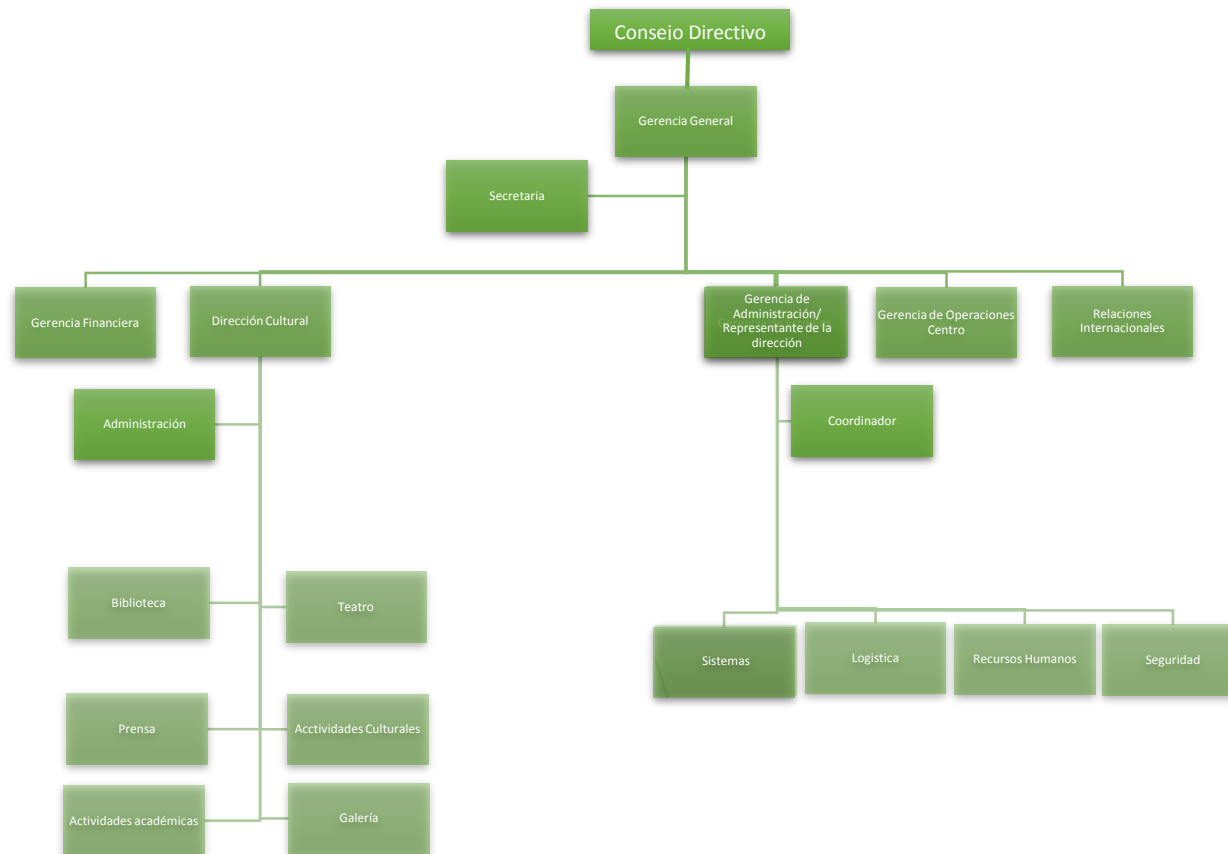 Consejo Directivo
Gerencia General
Secretaria
Gerencia Financiera
Dirección Cultural
Gerencia de
Administración/
Representante de la
dirección
Gerencia de Operaciones
Centro
Relaciones
Internacionales
Administración
Coordinador
Biblioteca
Teatro
Sistemas
Logistica
Recursos Humanos
Seguridad
Prensa
Acctividades Culturales
Actividades académicas
Galería